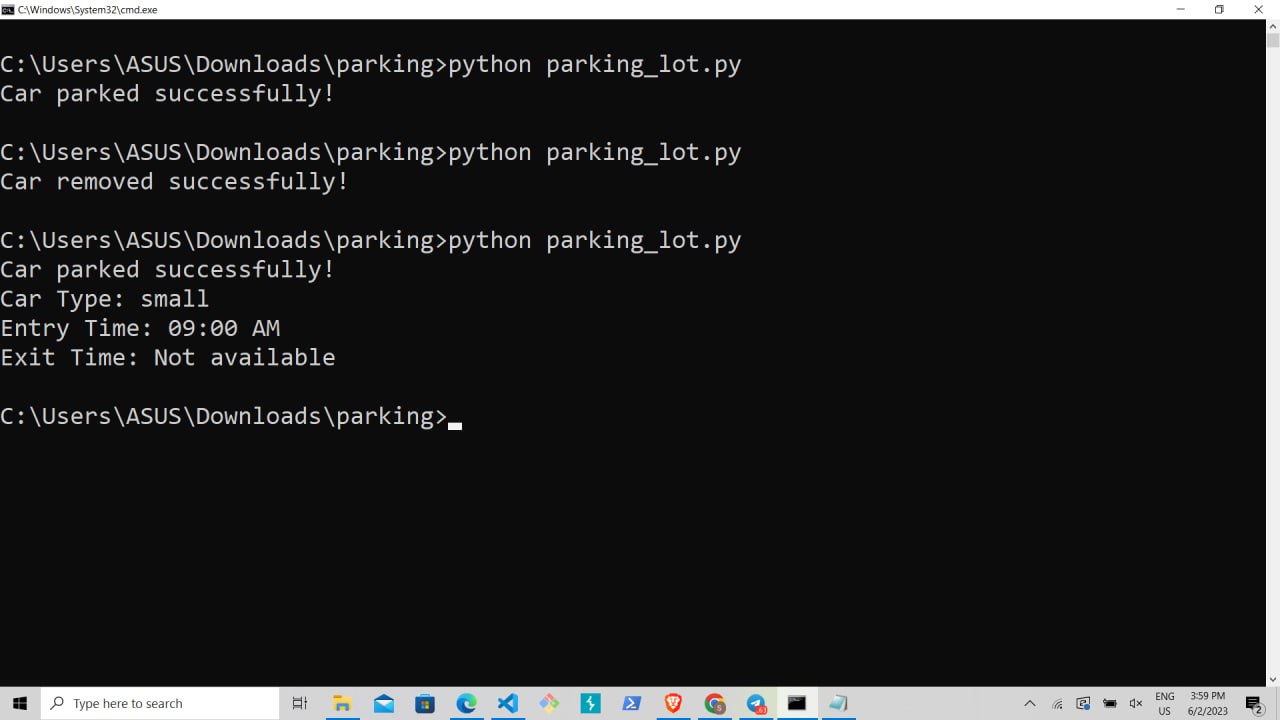 C:\Windows\System32\cmd.exe
C:\Users\ASUS\Downloads\parking>python parking_lot.py
Car parked successfully!
C:\Users\ASUS\Downloads\parking>python parking_lot.py
Car removed successfully!
C:\Users\ASUS\Downloads\parking>python parking_lot.py
Car parked successfully!
Car Type: small
Entry Time: 09:00 AM
Exit Time: Not available
C:\Users\ASUS\Downloads\parking>
Type here to search
ENG
US
3:59 PM
6/2/2023
2